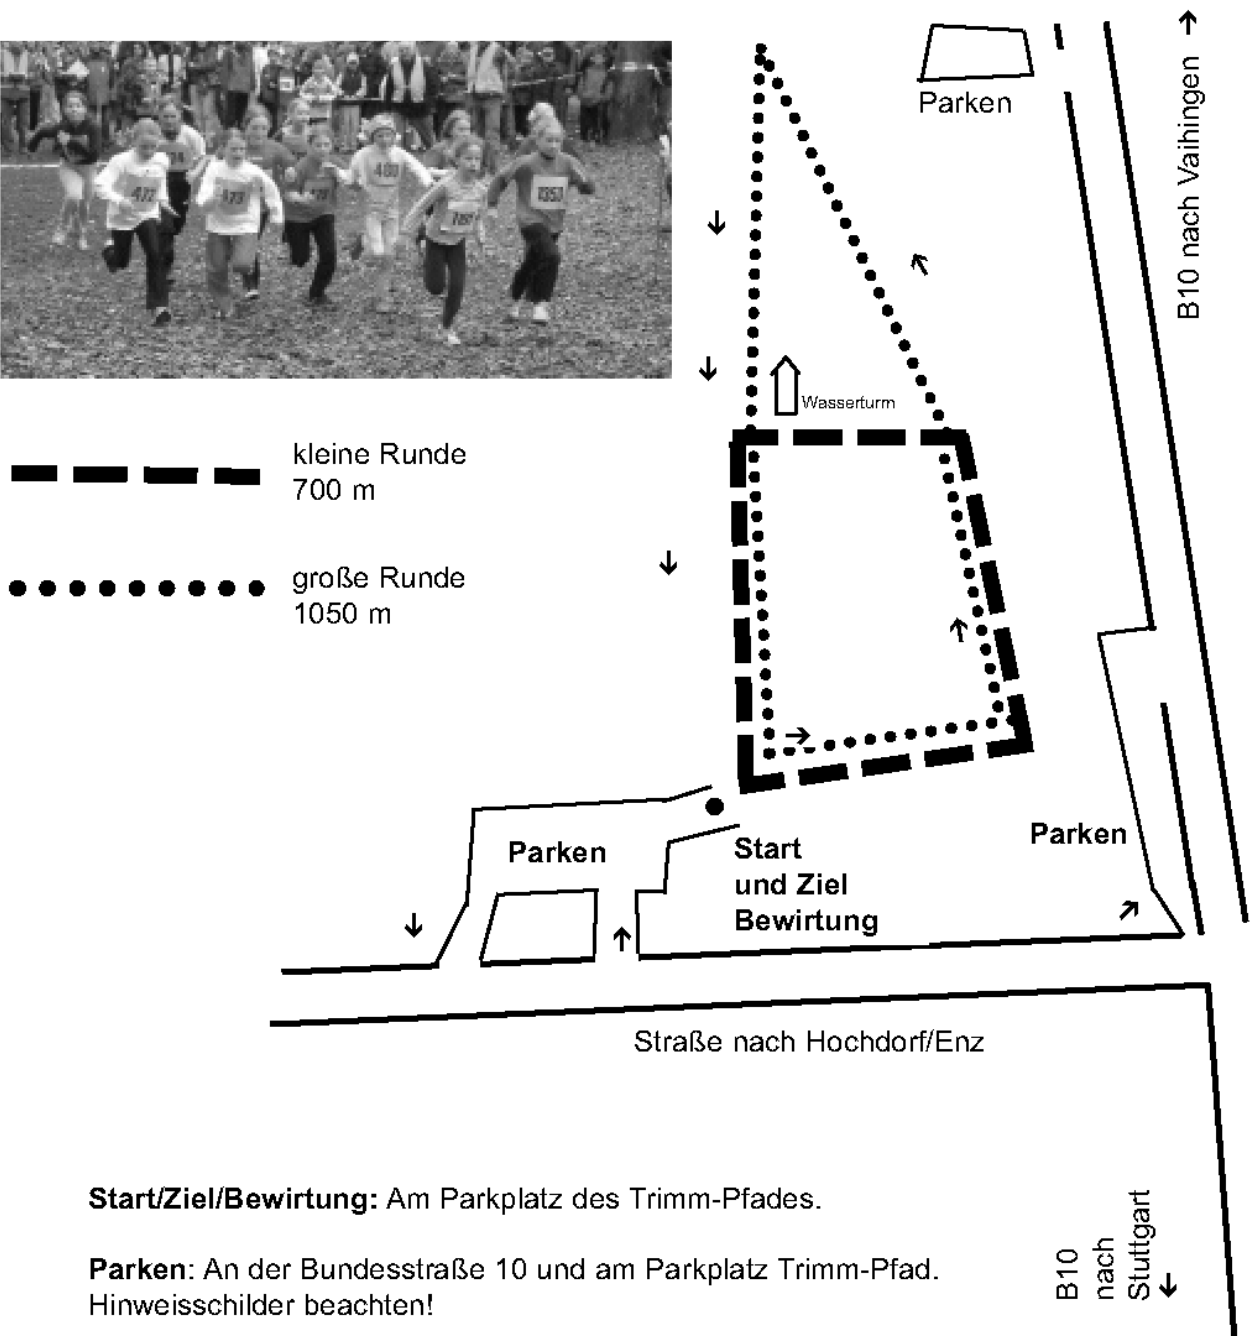 Parken
B10 nach Vaihingen
Wasserturm
kleine Runde
700 m
große Runde
1050 m
Parken
Start
und Ziel
Bewirtung
Parken
Straße nach Hochdorf/Enz
Start/Ziel/Bewirtung: Am Parkplatz des Trimm-Pfades.
Parken: An der Bundesstraße 10 und am Parkplatz Trimm-Pfad.
Hinweisschilder beachten!
B10
nach
Stuttgart